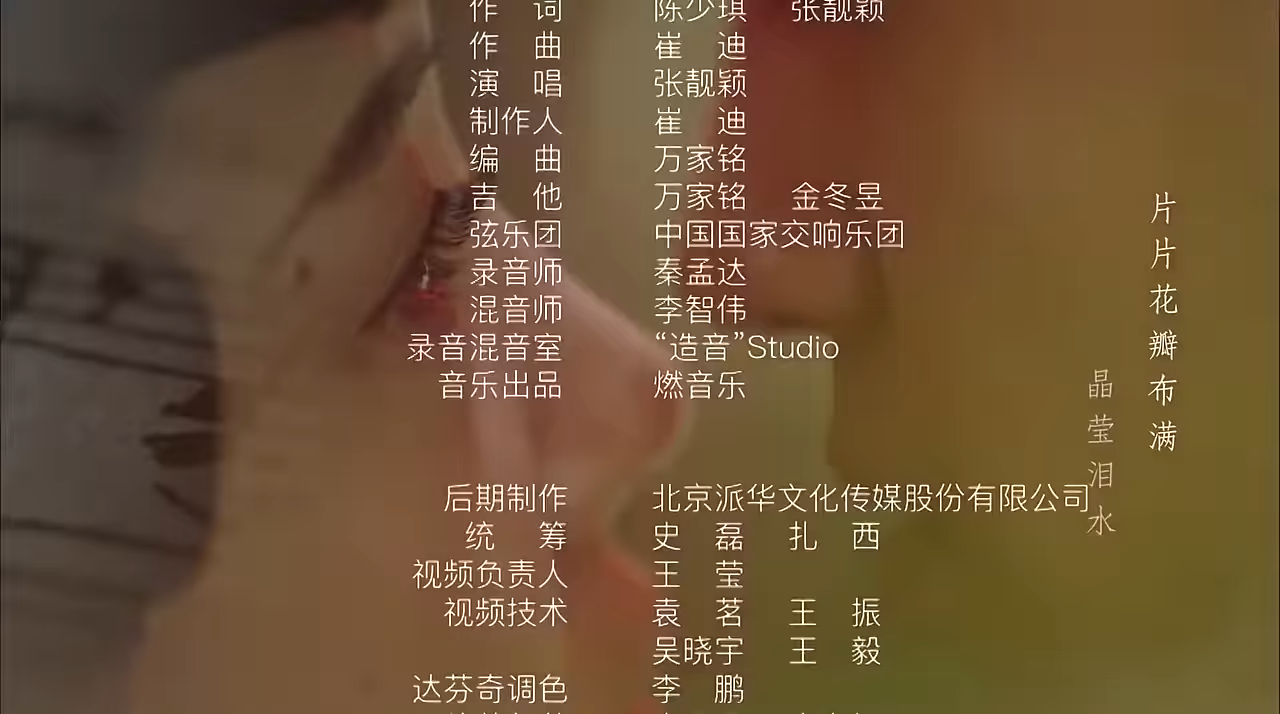 作 词 陈少琪 张靓颖
作 曲 崔 迪
演 唱 张靓颖
制作人 崔 迪
编 曲 万家铭
吉 他 万家铭 金冬昱
弦乐团 中国国家交响乐团
录音师 秦孟达
混音师 李智伟
录音混音室 “造音”Studio
音乐出品 燃音乐
后期制作 北京派华文化传媒股份有限公司
统 筹 史 磊 扎 西
视频负责人 王 莹
视频技术 袁 茗 王 振
吴晓宇 王 毅
达芬奇调色 李 鹏
片片花瓣布满
晶莹泪水